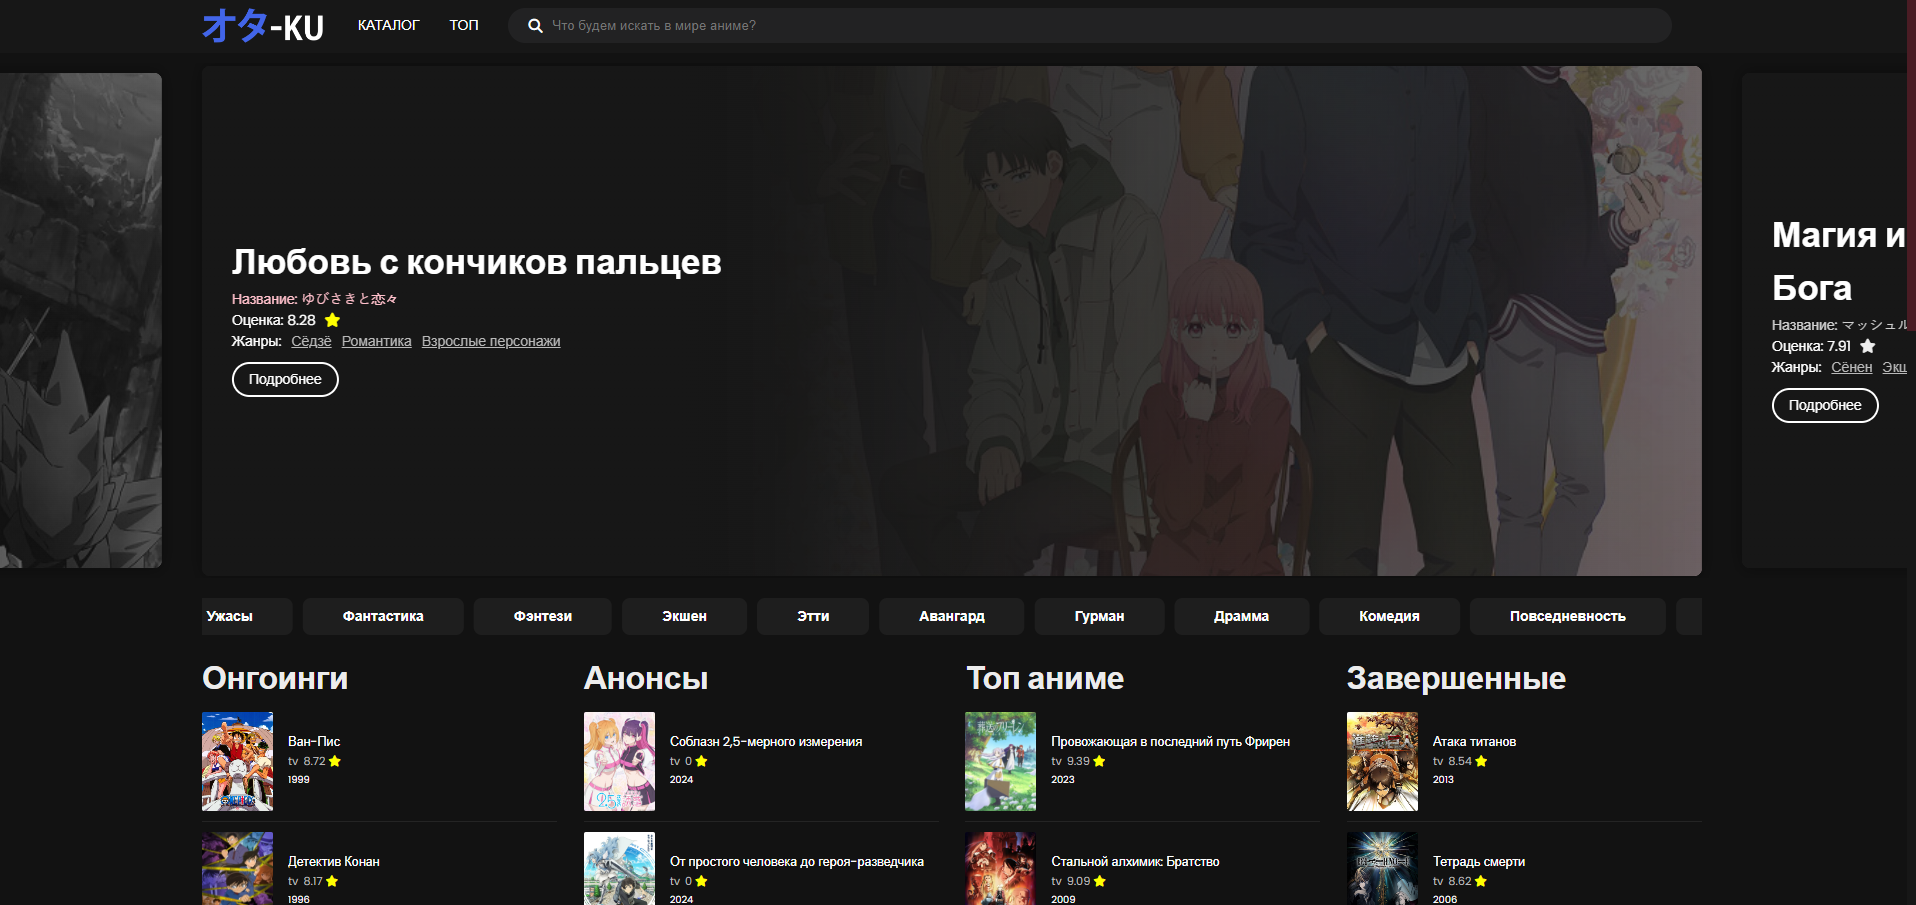 オタ-KU
КАТАЛОГ
ТОП
Что будем искать в мире аниме?
Любовь с кончиков пальцев
Название: ゆびさきと恋々
Оценка: 8.28
Жанры: Сёдзё Романтика Взрослые персонажи
Подробнее
Магия и
Бога
Название: マッシュル
Оценка: 7.91
Жанры: Сёнен Экш
Подробнее
Ужасы
Фантастика
Фэнтези
Экшен
Этти
Авангард
Гурман
Драмма
Комедия
Повседневность
Онгоинги
Ван-Пис
tv 8.72
1999
Детектив Конан
tv 8.17
1996
Анонсы
Соблазн 2,5-мерного измерения
tv 0
2024
От простого человека до героя-разведчика
tv 0
2024
Топ аниме
Провожающая в последний путь Фрирен
tv 9.39
2023
Стальной алхимик: Братство
tv 9.09
2009
Завершенные
Атака титанов
tv 8.54
2013
Тетрадь смерти
tv 8.62
2006